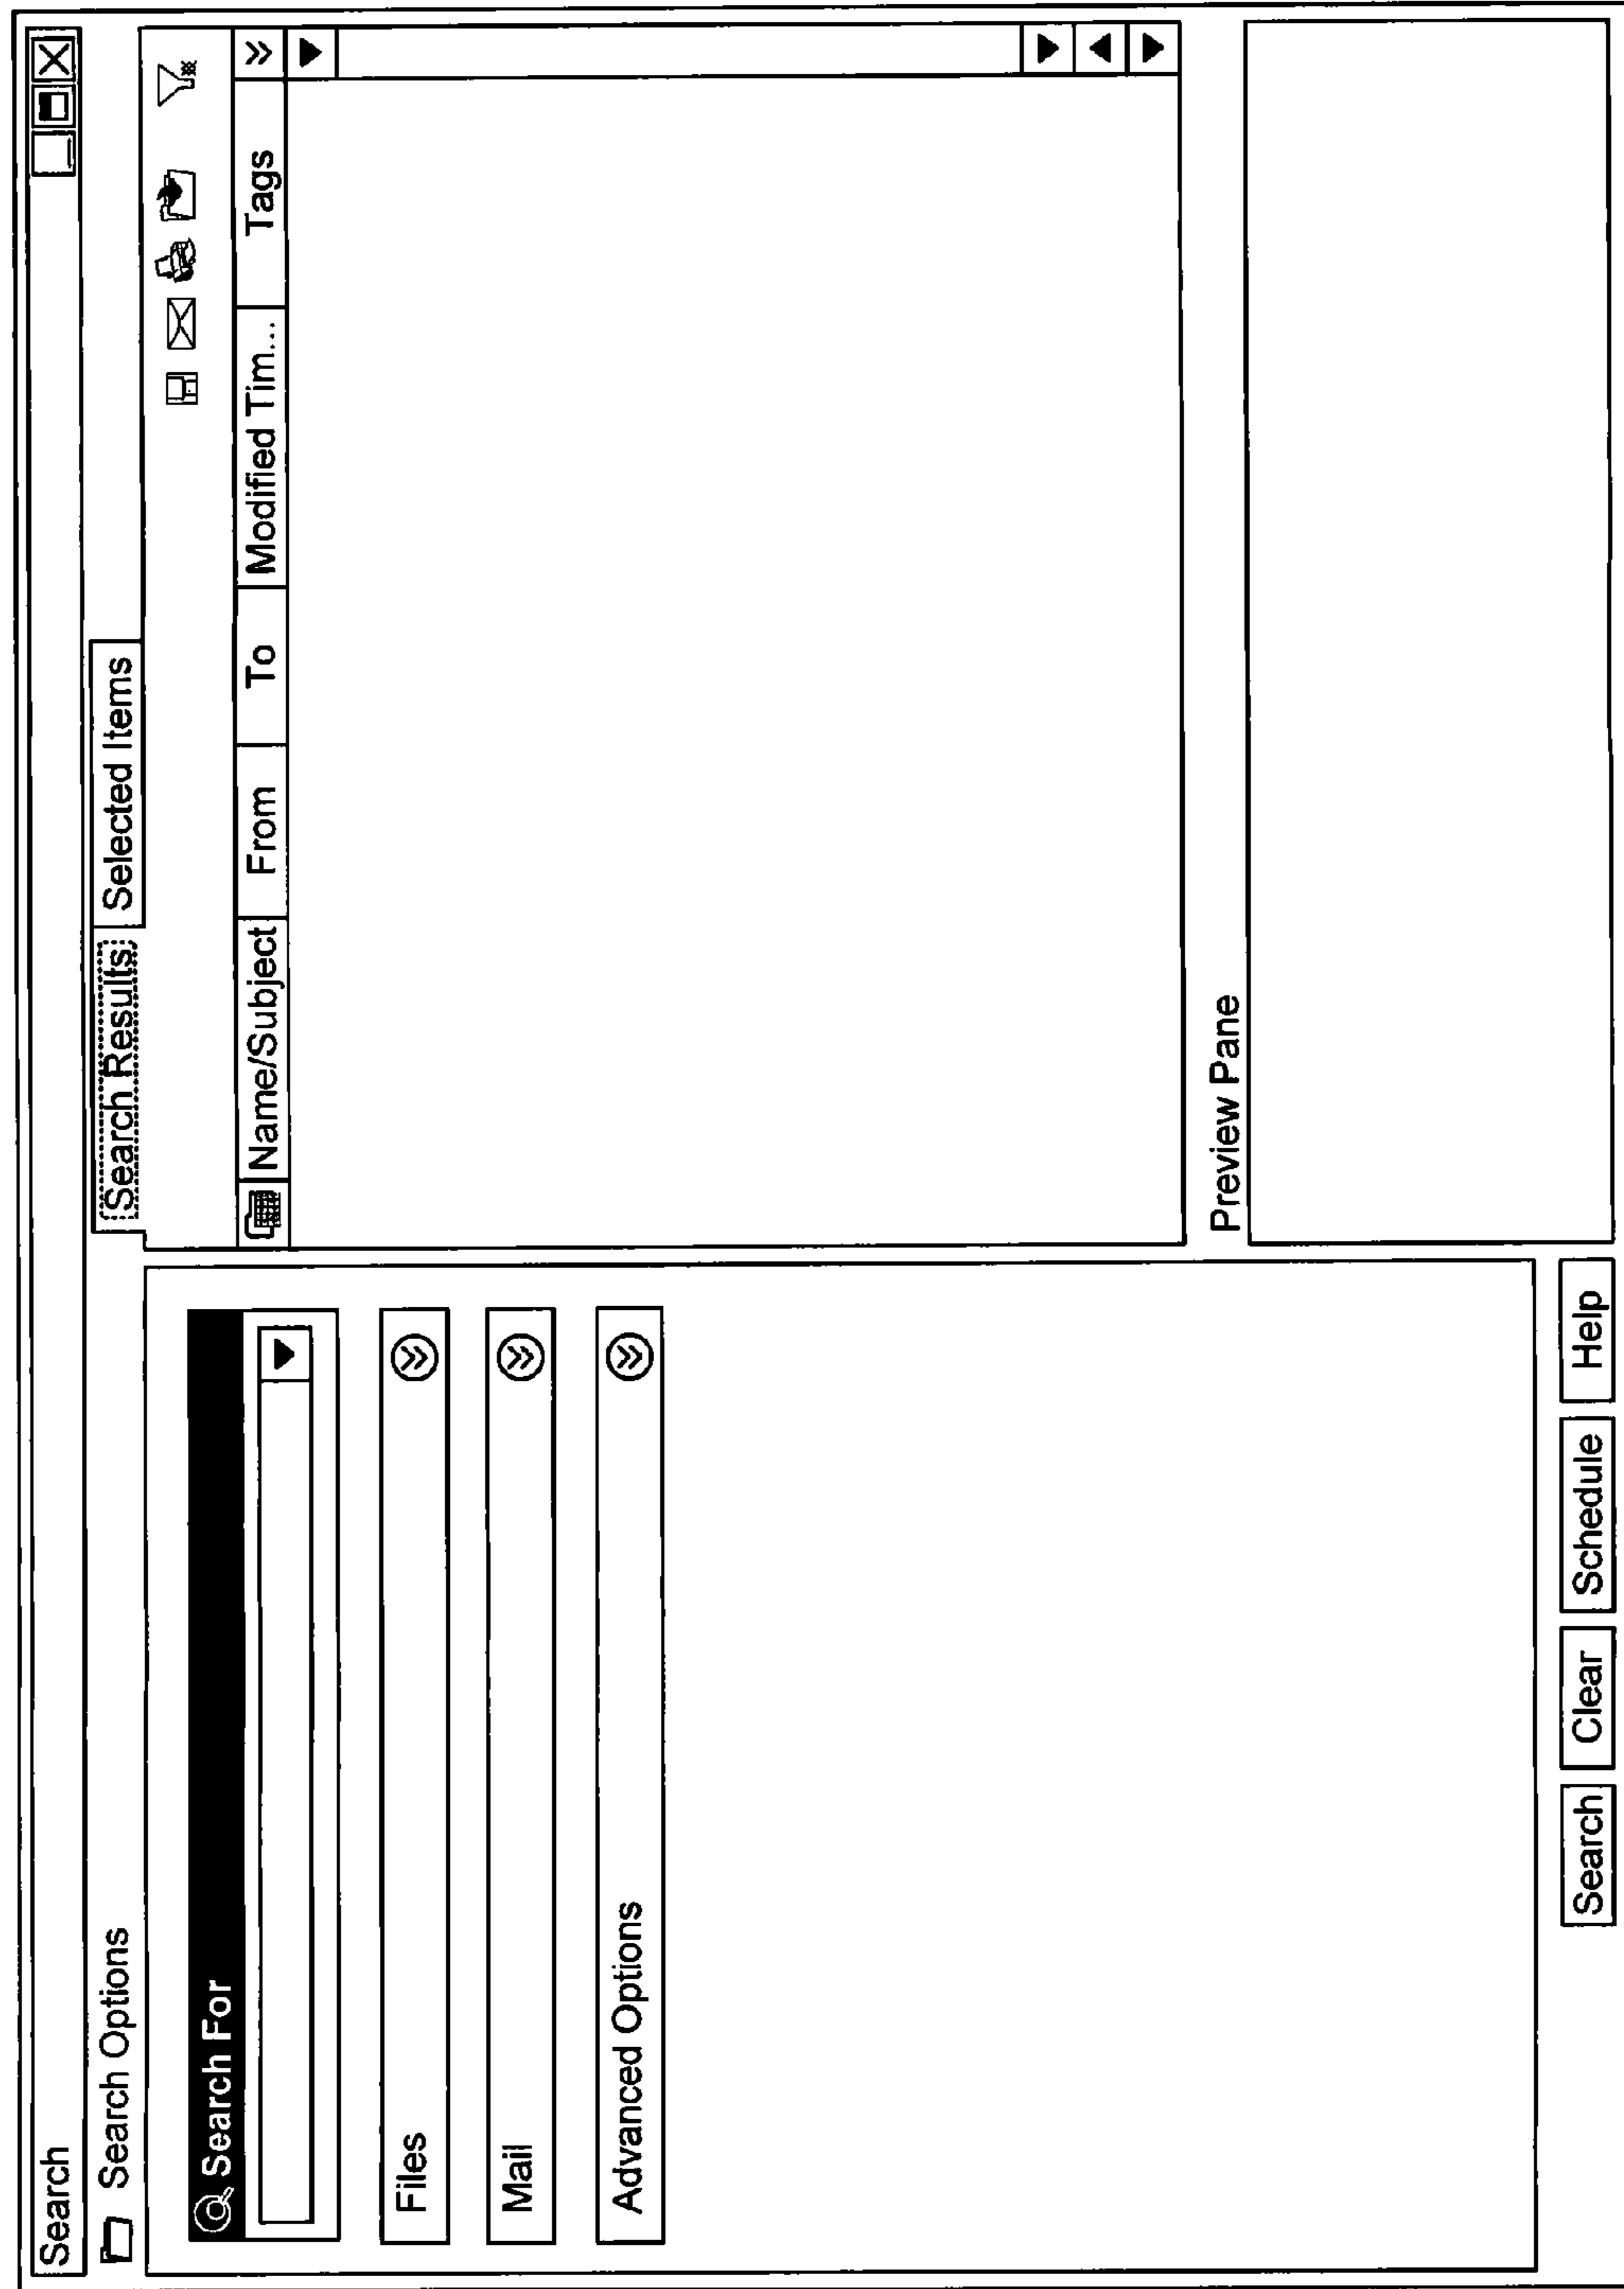 Search
Search Options
Search Results
Selected Items
Search For
Files
Mail
Advanced Options
Name/Subject
From
To
Modified Tim...
Tags
Preview Pane
Search
Clear
Schedule
Help